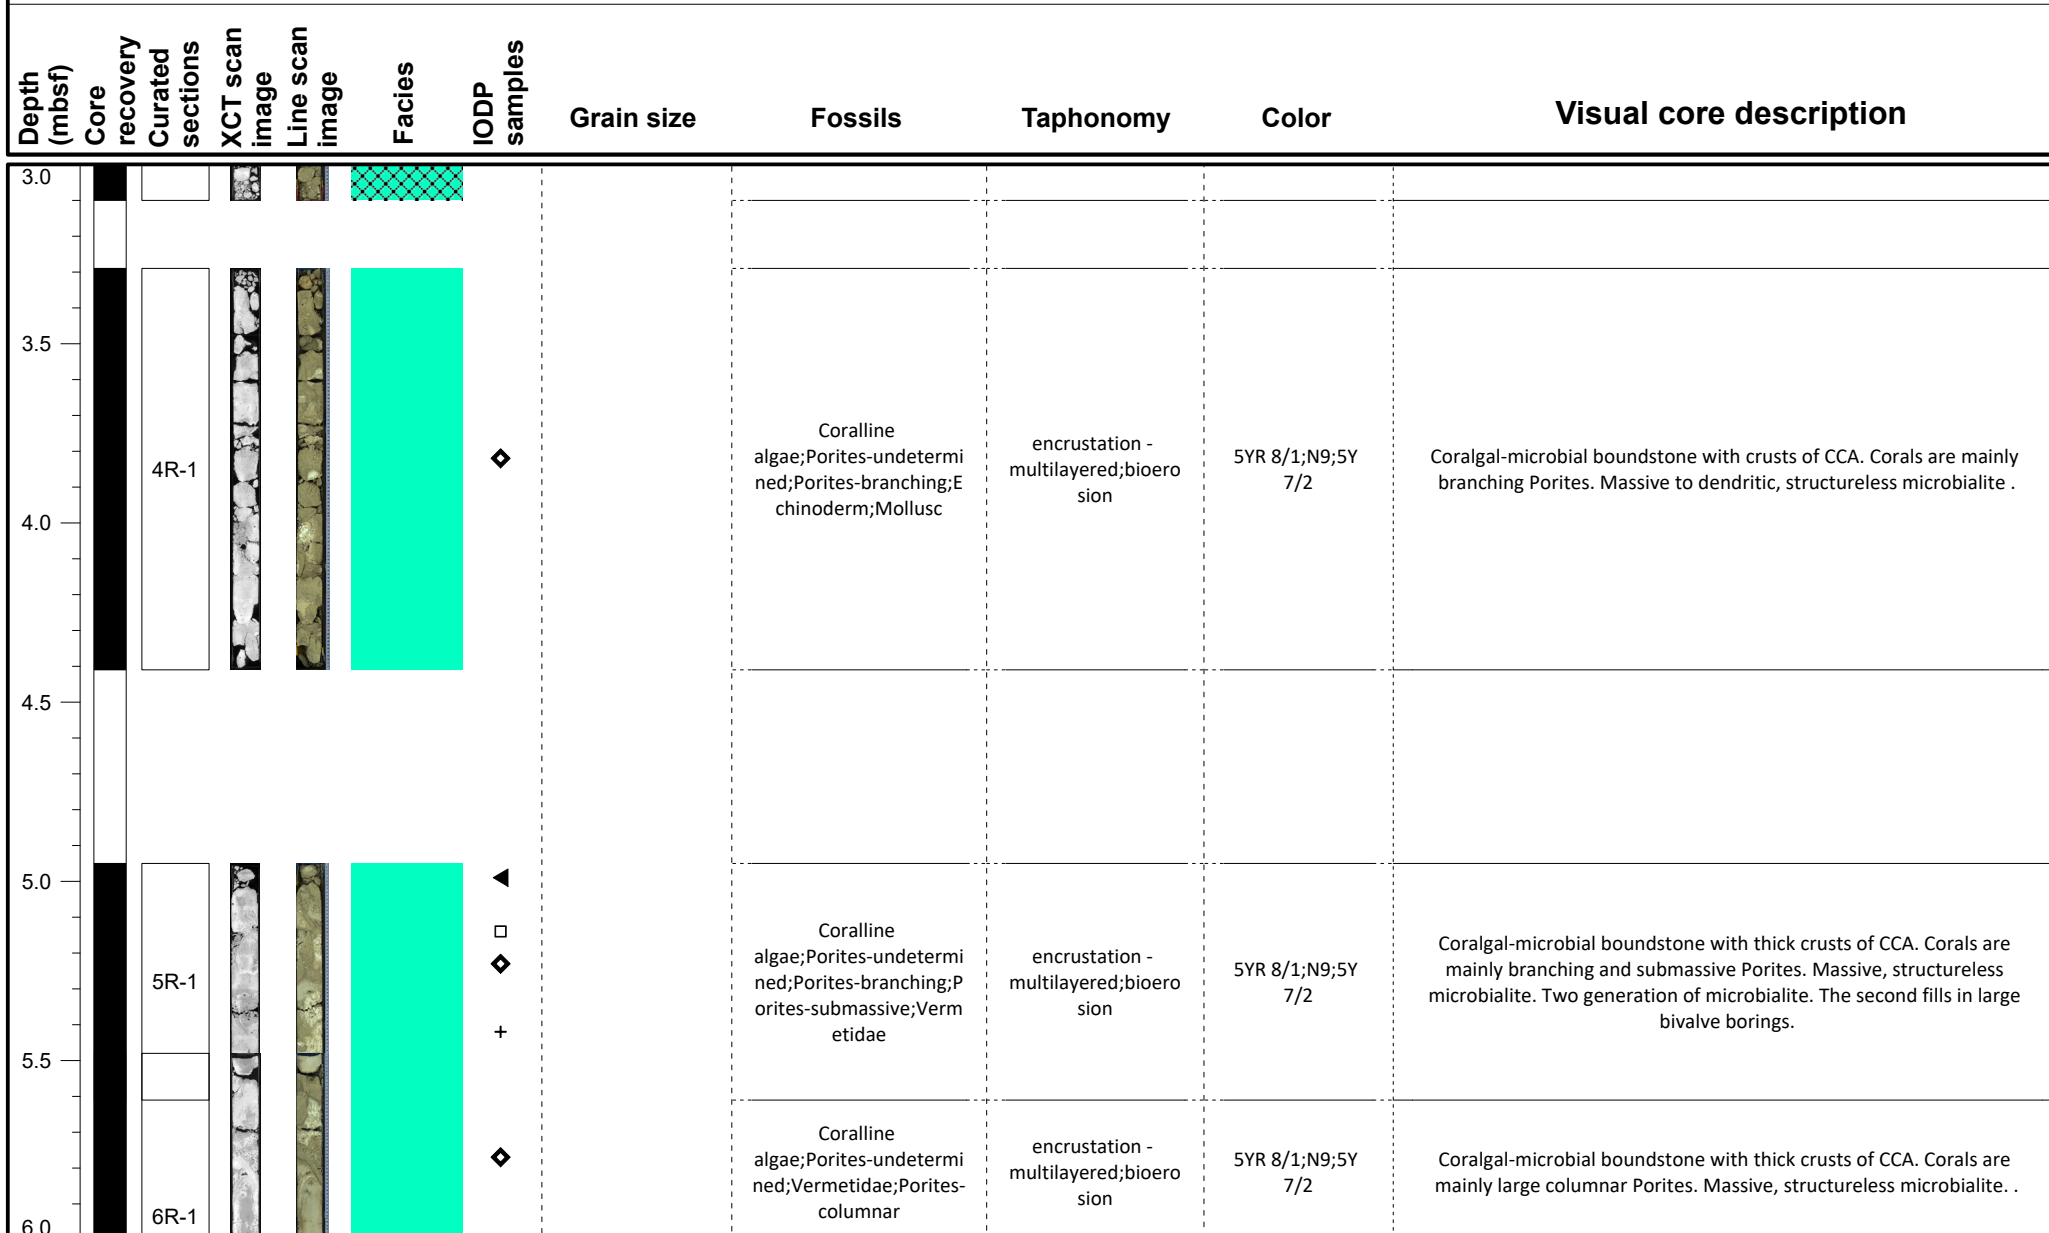 Depth
(mbsf)
Core
recovery
Curated
sections
XCT scan
image
Line scan
image
Facies
IODP
samples
Grain size
Fossils
Taphonomy
Color
Visual core description
3.0
3.5
4R-1
Coralline
algae;Porites-undetermi
ned;Porites-branching;E
chinoderm;Mollusc
encrustation -
multilayered;bioero
sion
5YR 8/1;N9;5Y
7/2
Coralgal-microbial boundstone with crusts of CCA. Corals are mainly
branching Porites. Massive to dendritic, structureless microbialite .
4.0
4.5
5.0
5R-1
Coralline
algae;Porites-undetermi
ned;Porites-branching;P
orites-submassive;Verm
etidae
encrustation -
multilayered;bioero
sion
5YR 8/1;N9;5Y
7/2
Coralgal-microbial boundstone with thick crusts of CCA. Corals are
mainly branching and submassive Porites. Massive, structureless
microbialite. Two generation of microbialite. The second fills in large
bivalve borings.
+
5.5
Coralline
algae;Porites-undetermi
ned;Vermetidae;Porites-
columnar
encrustation -
multilayered;bioero
sion
5YR 8/1;N9;5Y
7/2
Coralgal-microbial boundstone with thick crusts of CCA. Corals are
mainly large columnar Porites. Massive, structureless microbialite. .
6R-1
6.0